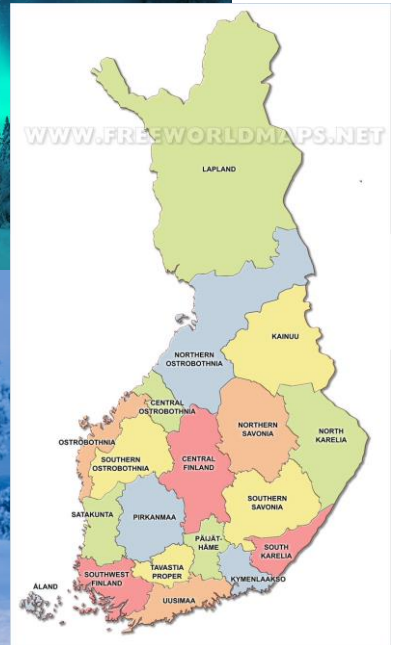 WWW.FREEWORLDMAPS.NET
LAPLAND
KAINUU
NORTHERN
OSTROBOTHNIA
CENTRAL
OSTROBOTHNIA
NORTHERN
SAVONIA
NORTH
KARELIA
OSTROBOTHNIA
SOUTHERN
OSTROBOTHNIA
CENTRAL
FINLAND
SOUTHERN
SAVONIA
SATAKUNTA
PIRKANMAA
PÄIJÄT-
HÄME
SOUTH
KARELIA
TAVASTIA
PROPER
SOUTHWEST
FINLAND
KYMENLAAKSO
ÅLAND
UUSIMAA